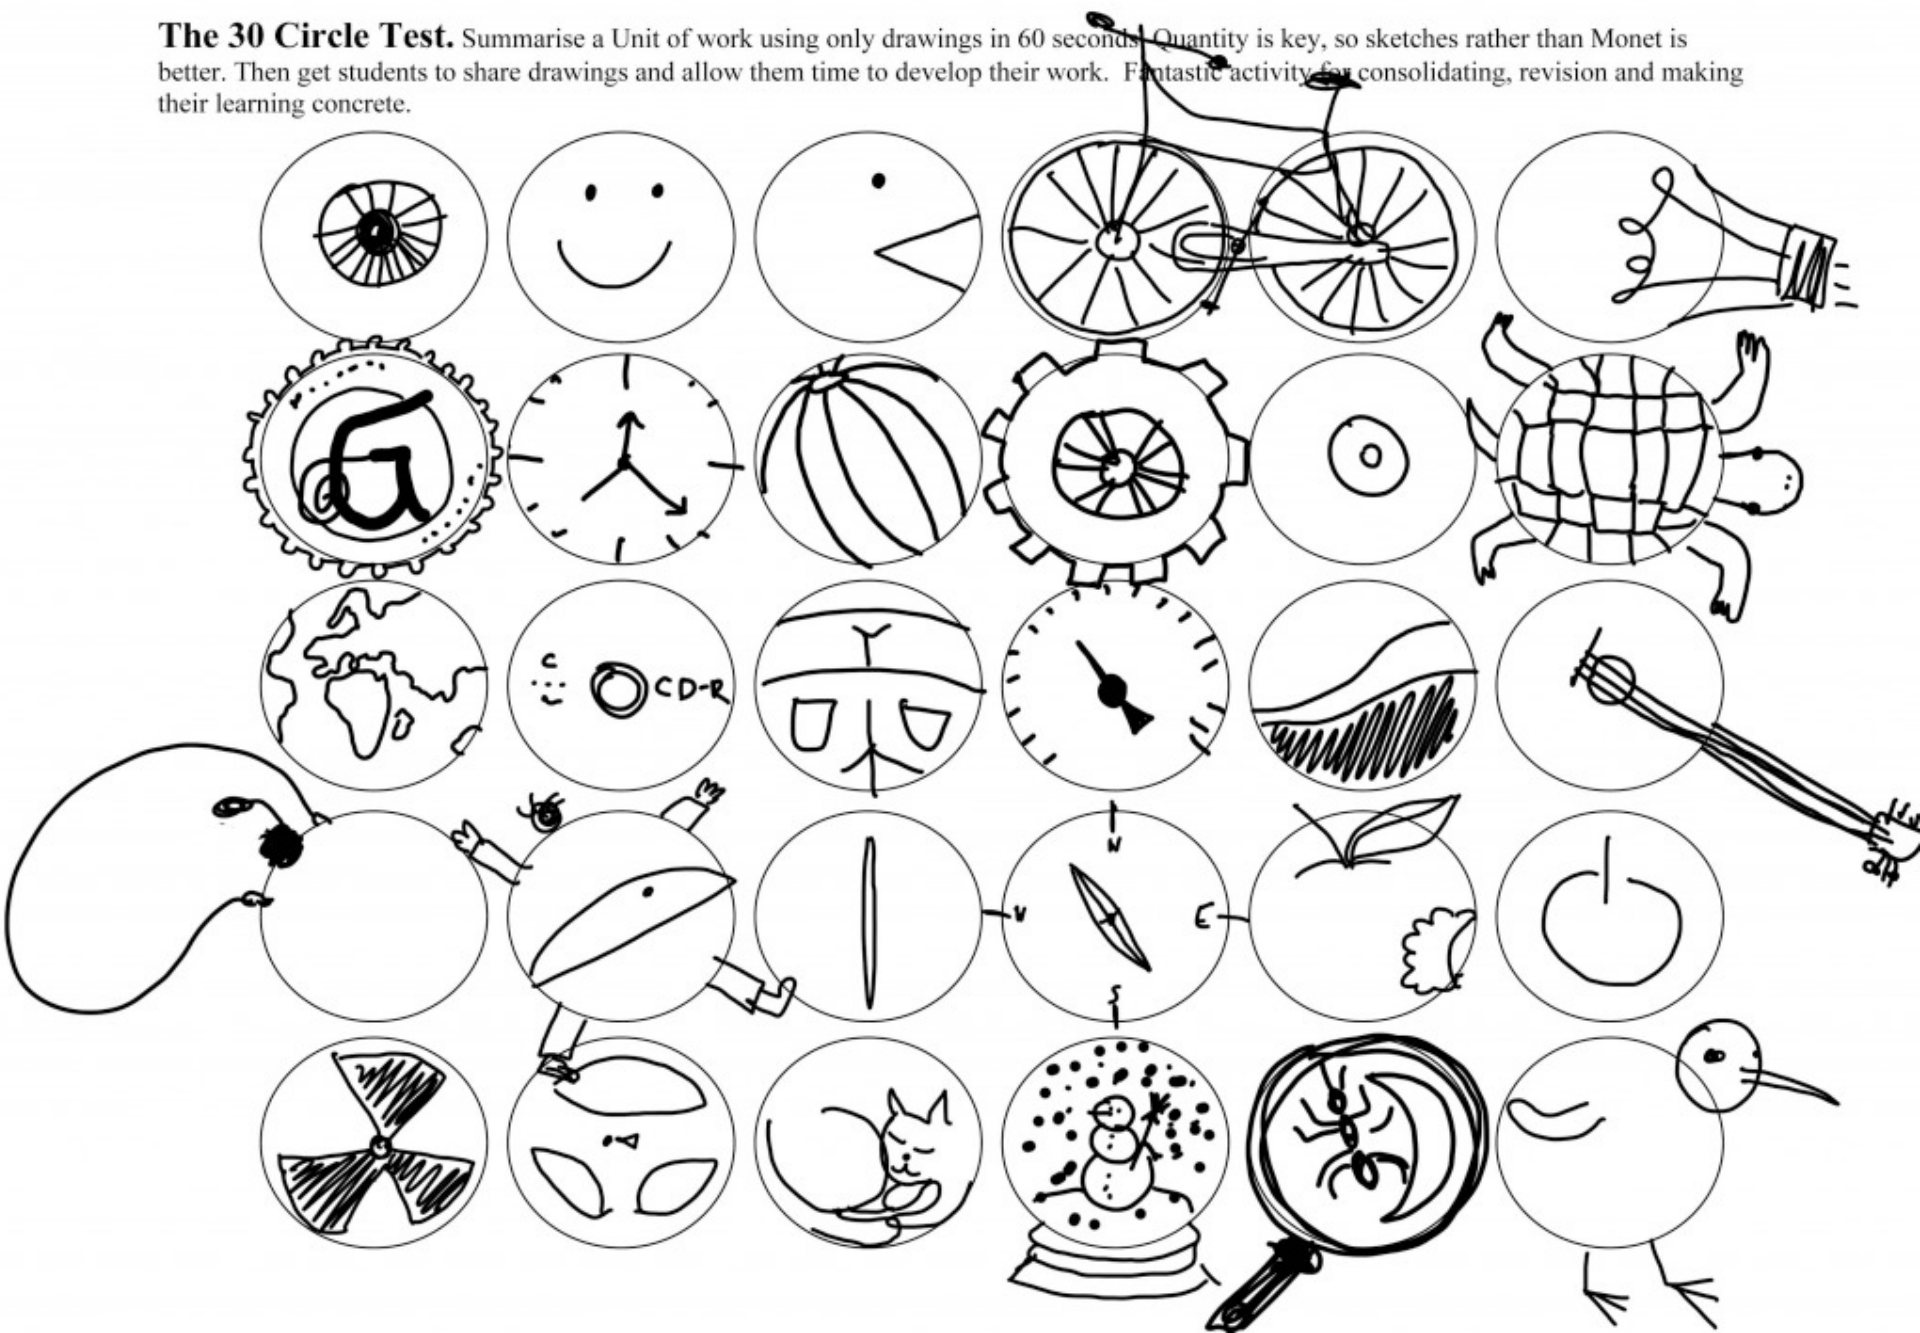 The 30 Circle Test. Summarise a Unit of work using only drawings in 60 seconds. Quantity is key, so sketches rather than Monet is
better. Then get students to share drawings and allow them time to develop their work. Fantastic activity for consolidating, revision and making
their learning concrete.
CD-R
N
E
S